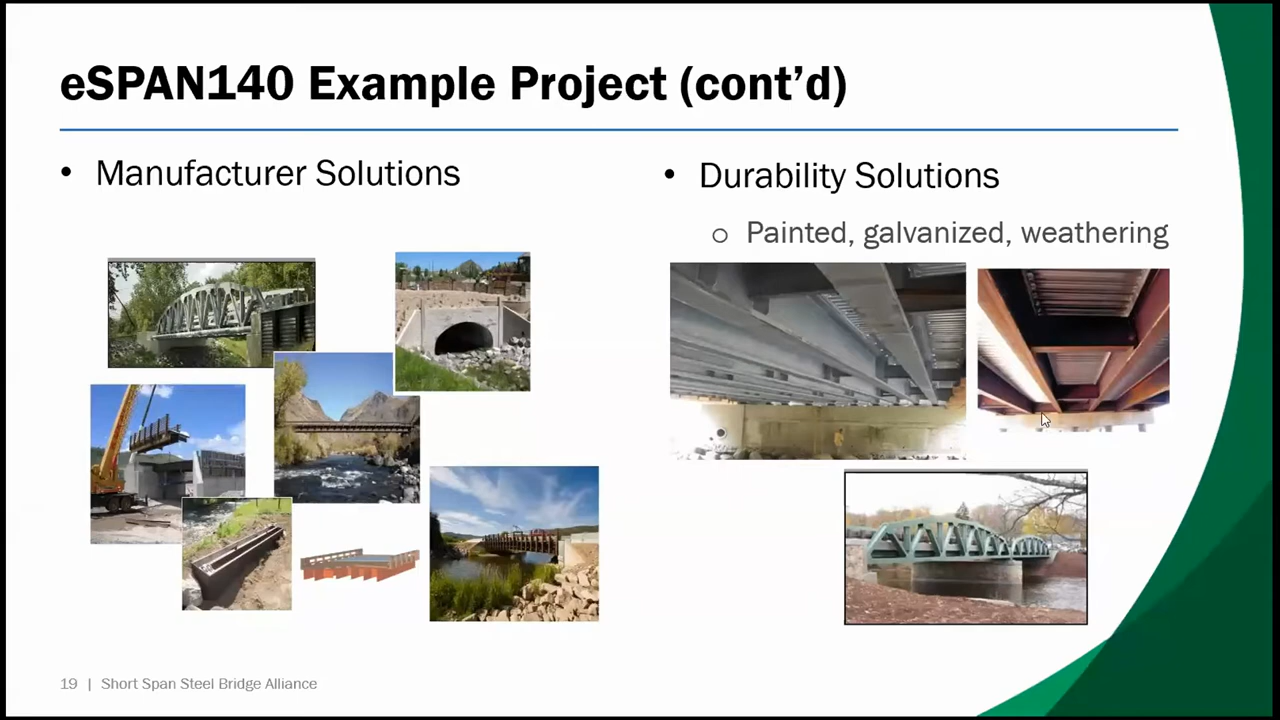 eSPAN140 Example Project (cont’d)
• Manufacturer Solutions
• Durability Solutions
o Painted, galvanized, weathering
19 | Short Span Steel Bridge Alliance